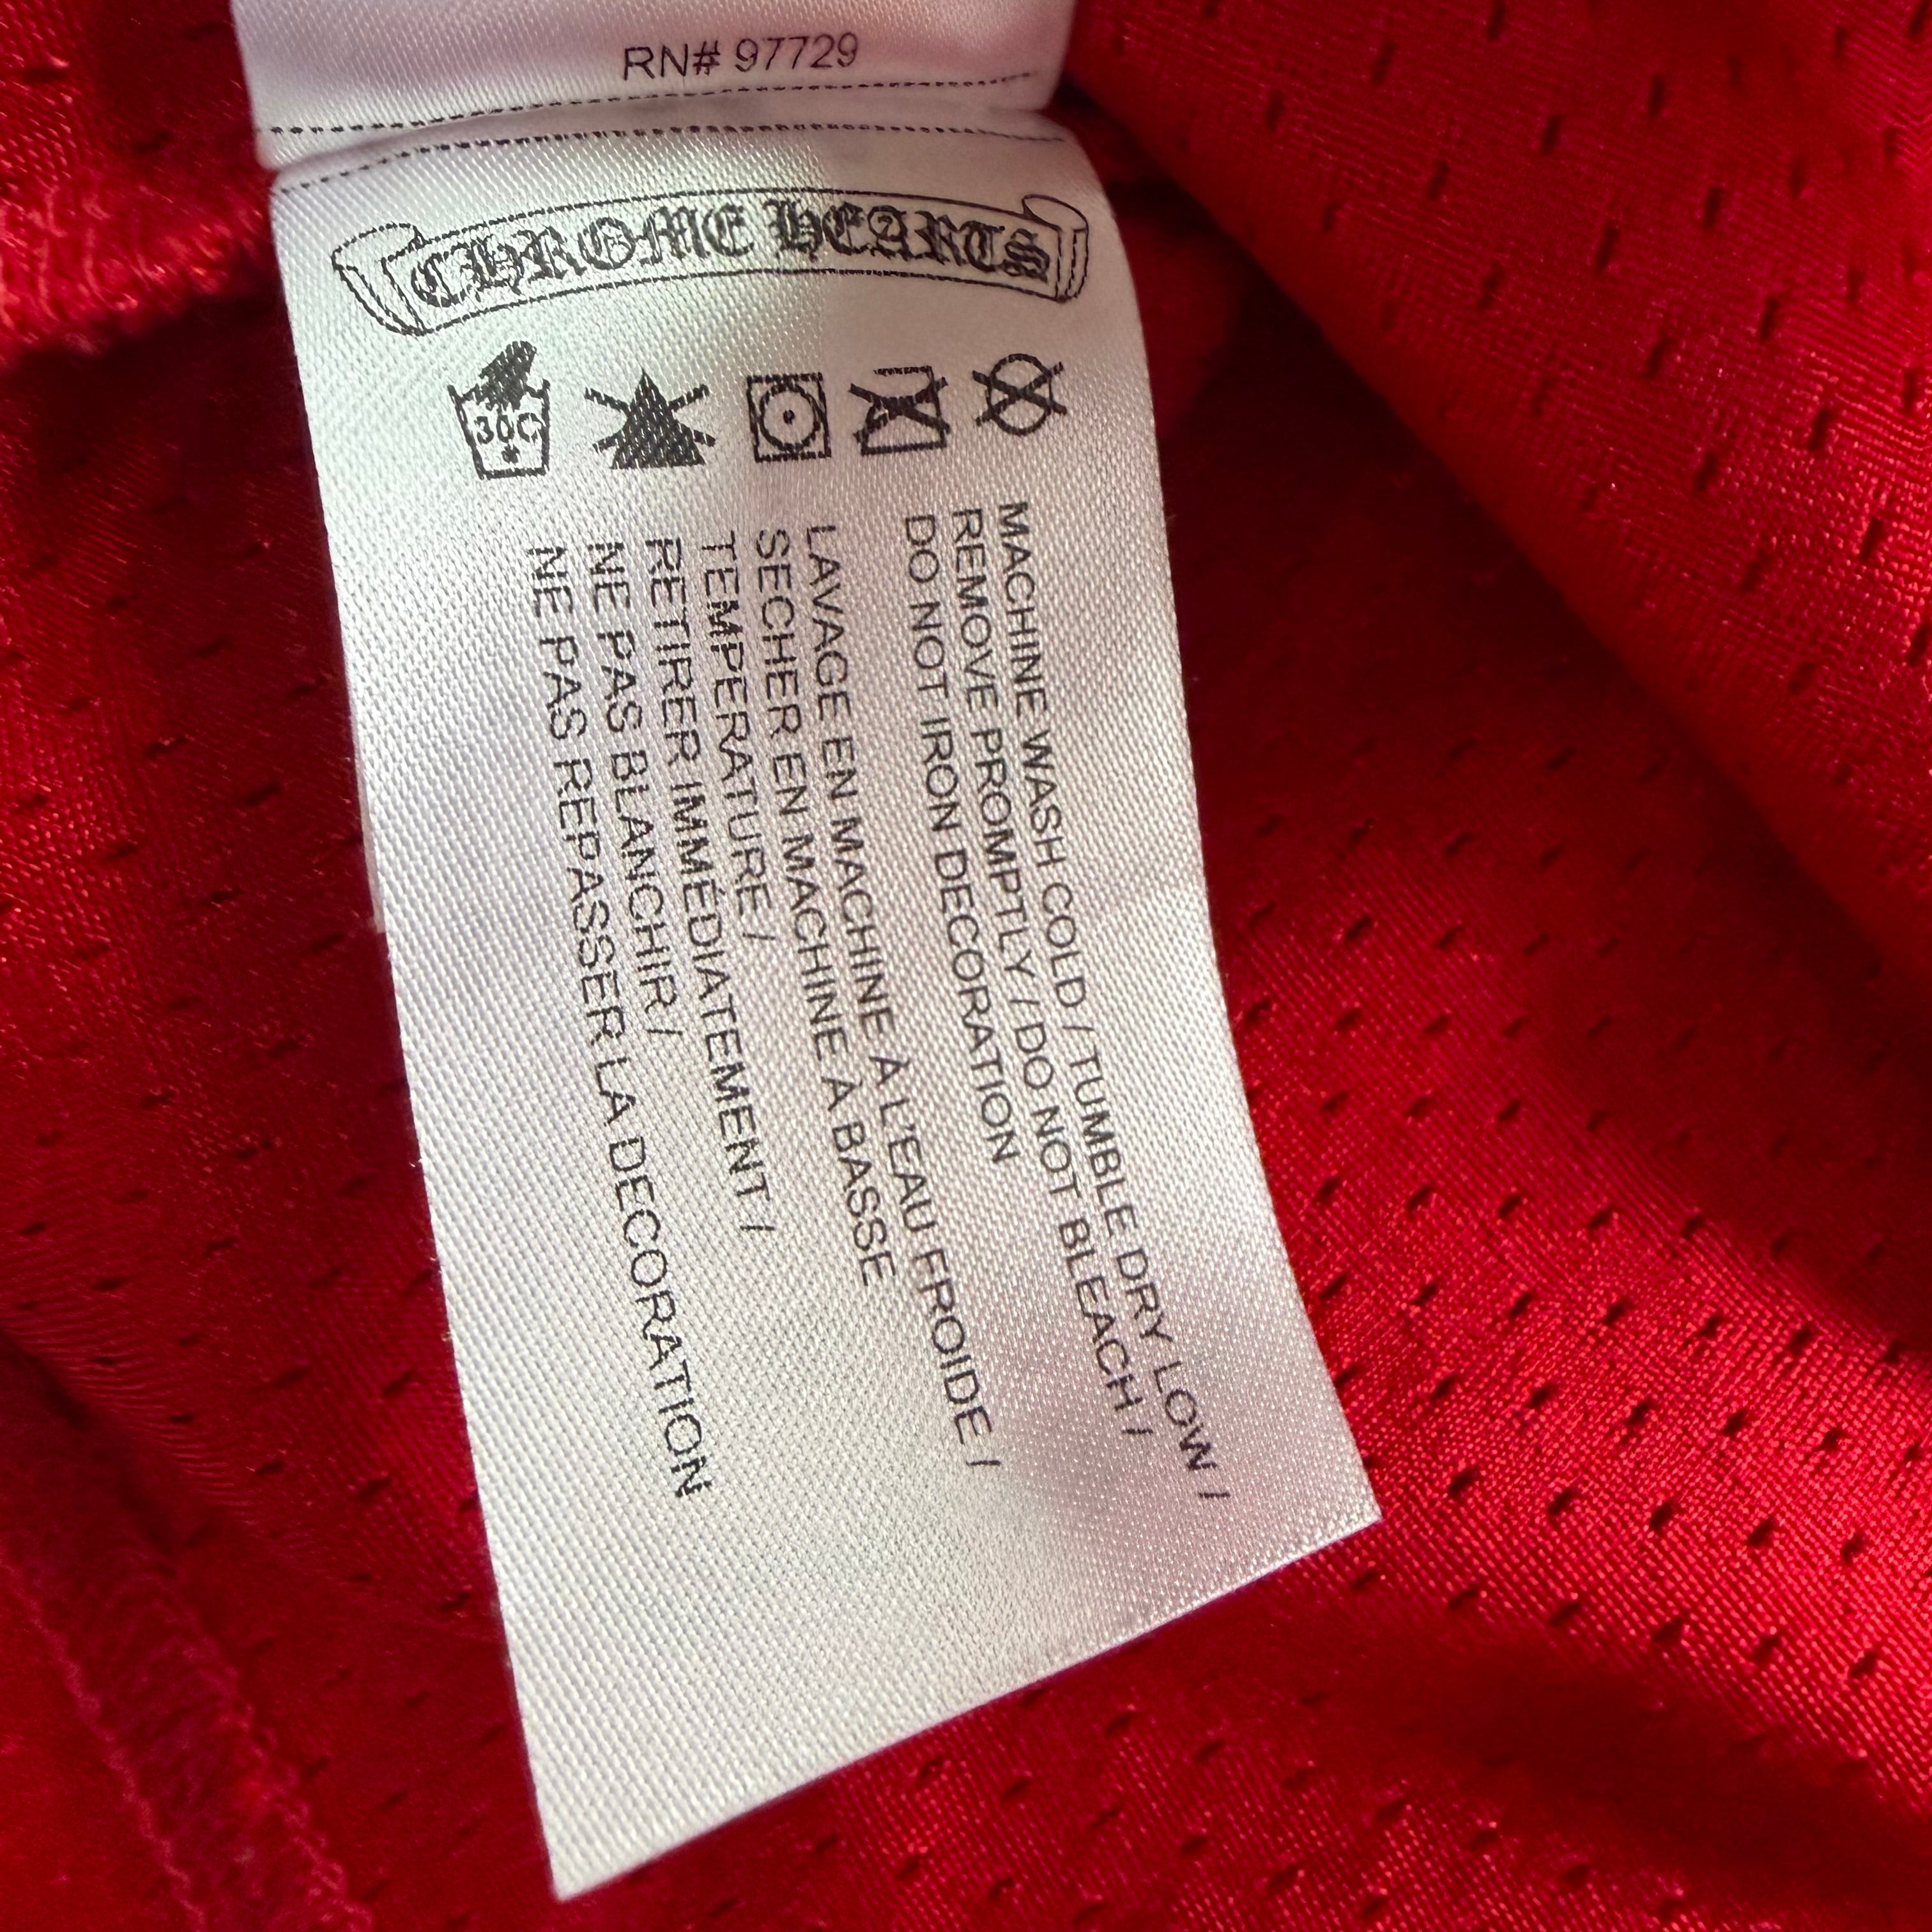 RN# 97729
CHROME HEARTS
30C
MACHINE WASH COLD / TUMBLE DRY LOW /
REMOVE PROMPTLY / DO NOT BLEACH /
DO NOT IRON DECORATION
LAVAGE EN MACHINE À L'EAU FROIDE /
SECHER EN MACHINE À BASSE
TEMPERATURE /
RETIRER IMMÉDIATEMENT /
NE PAS BLANCHIR /
NE PAS REPASSER LA DECORATION